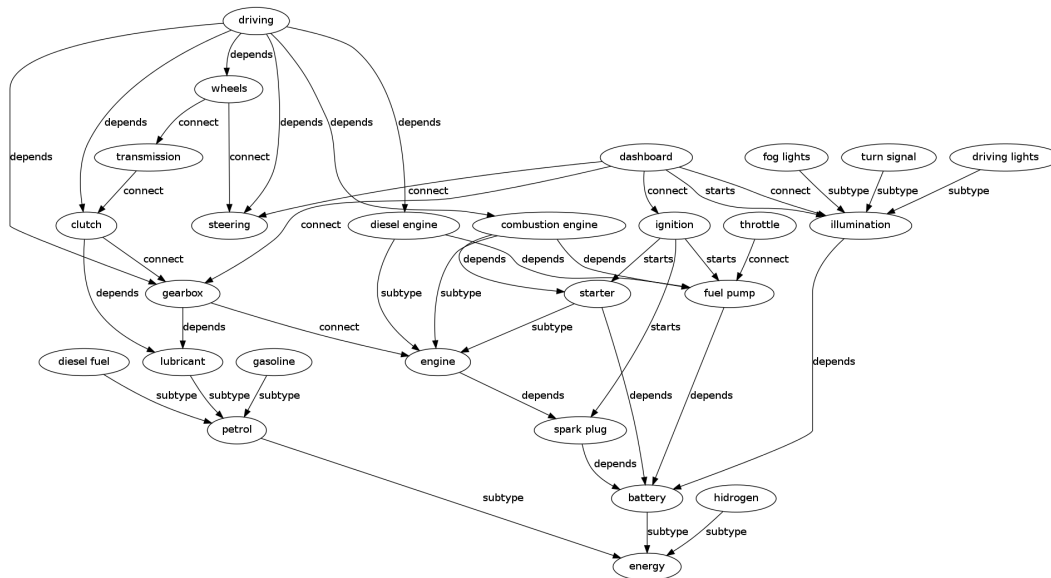 driving
depends
wheels
depends
connect
depends
depends
depends
depends
transmission
connect
dashboard
fog lights
turn signal
driving lights
connect
connect
connect
starts
connect
subtype
subtype
subtype
clutch
steering
diesel engine
combustion engine
ignition
throttle
illumination
connect
connect
depends
depends
depends
starts
starts
connect
gearbox
starter
fuel pump
depends
subtype
subtype
depends
connect
subtype
starts
diesel fuel
lubricant
gasoline
engine
depends
subtype
subtype
subtype
depends
depends
depends
petrol
spark plug
depends
subtype
battery
hidrogen
subtype
subtype
energy